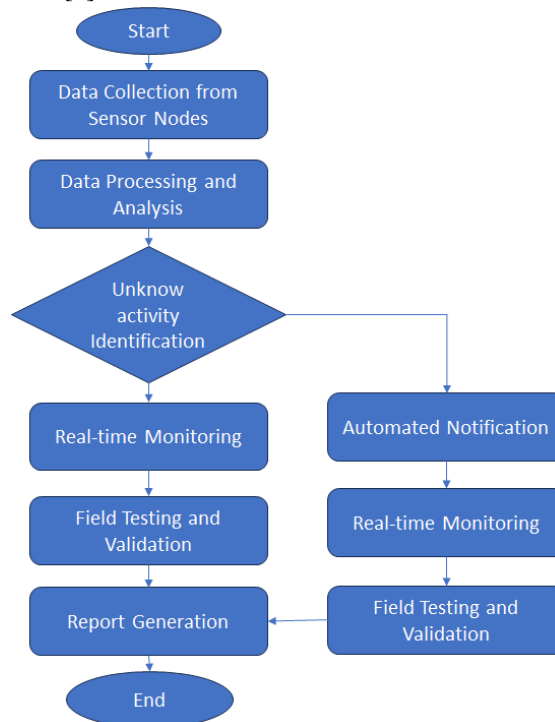 Start
Data Collection from
Sensor Nodes
Data Processing and
Analysis
Unknow
activity
Identification
Real-time Monitoring
Field Testing and
Validation
Report Generation
End
Automated Notification
Real-time Monitoring
Field Testing and
Validation